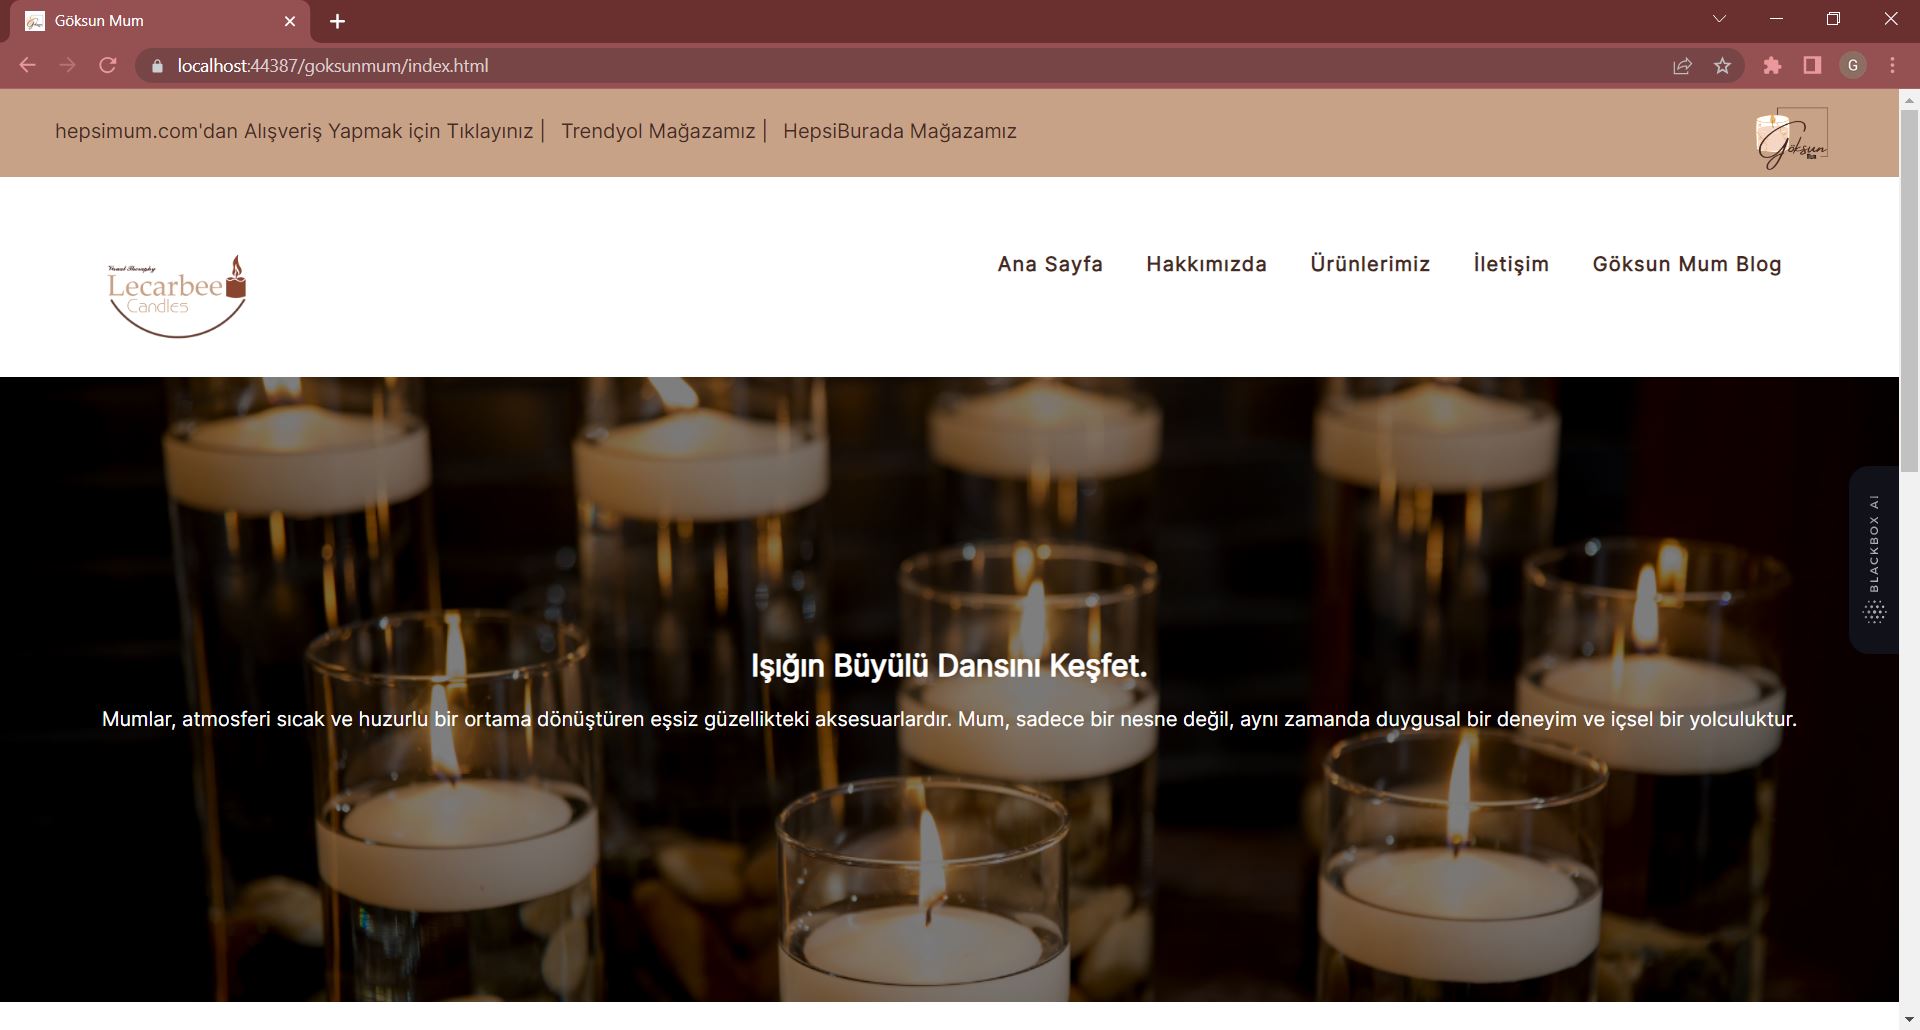 Göksun Mum
localhost:44387/goksunmum/index.html
G
hepsimum.com'dan Alışveriş Yapmak için Tıklayınız | Trendyol Mağazamız | HepsiBurada Mağazamız
Göksun
Mum
Visual Theraphy
Lecarbee
Candles
Ana Sayfa Hakkımızda Ürünlerimiz İletişim Göksun Mum Blog
BLACKBOX AI
Işığın Büyülü Dansını Keşfet.
Mumlar, atmosferi sıcak ve huzurlu bir ortama dönüştüren eşsiz güzellikteki aksesuarlardır. Mum, sadece bir nesne değil, aynı zamanda duygusal bir deneyim ve içsel bir yolculuktur.